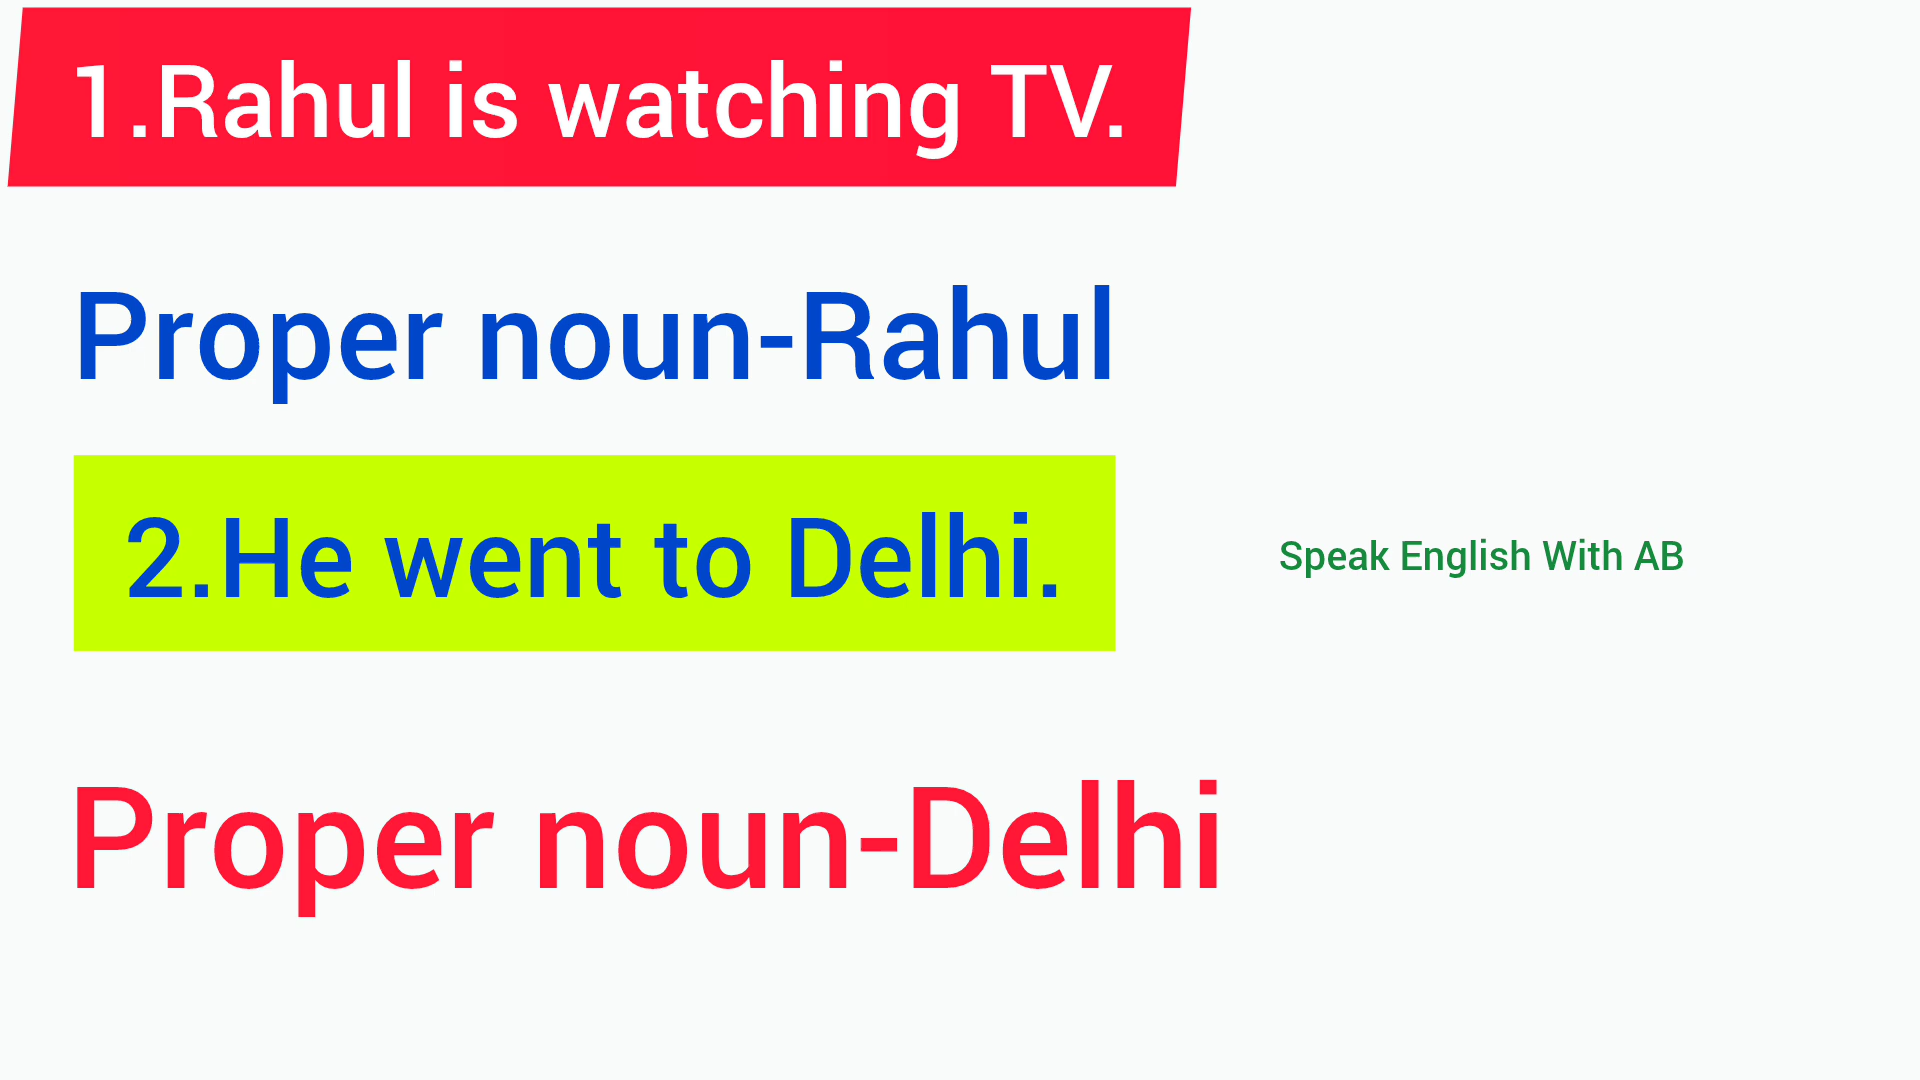 1.Rahul is watching TV.
Proper noun-Rahul
2.He went to Delhi.
Speak English With AB
Proper noun-Delhi